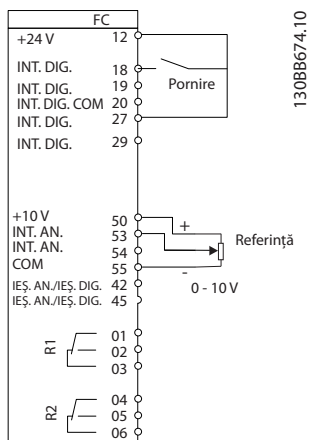 FC
+24 V 12
INT. DIG. 18
INT. DIG. 19
INT. DIG. COM 20
INT. DIG. 27
INT. DIG. 29
Pornire
+10 V 50
INT. AN. 53
INT. AN. 54
COM 55
IEȘ. AN./IEȘ. DIG. 42
IEȘ. AN./IEȘ. DIG. 45
+
Referință
-
0 - 10 V
R1
01
02
03
R2
04
05
06
130BB674.10